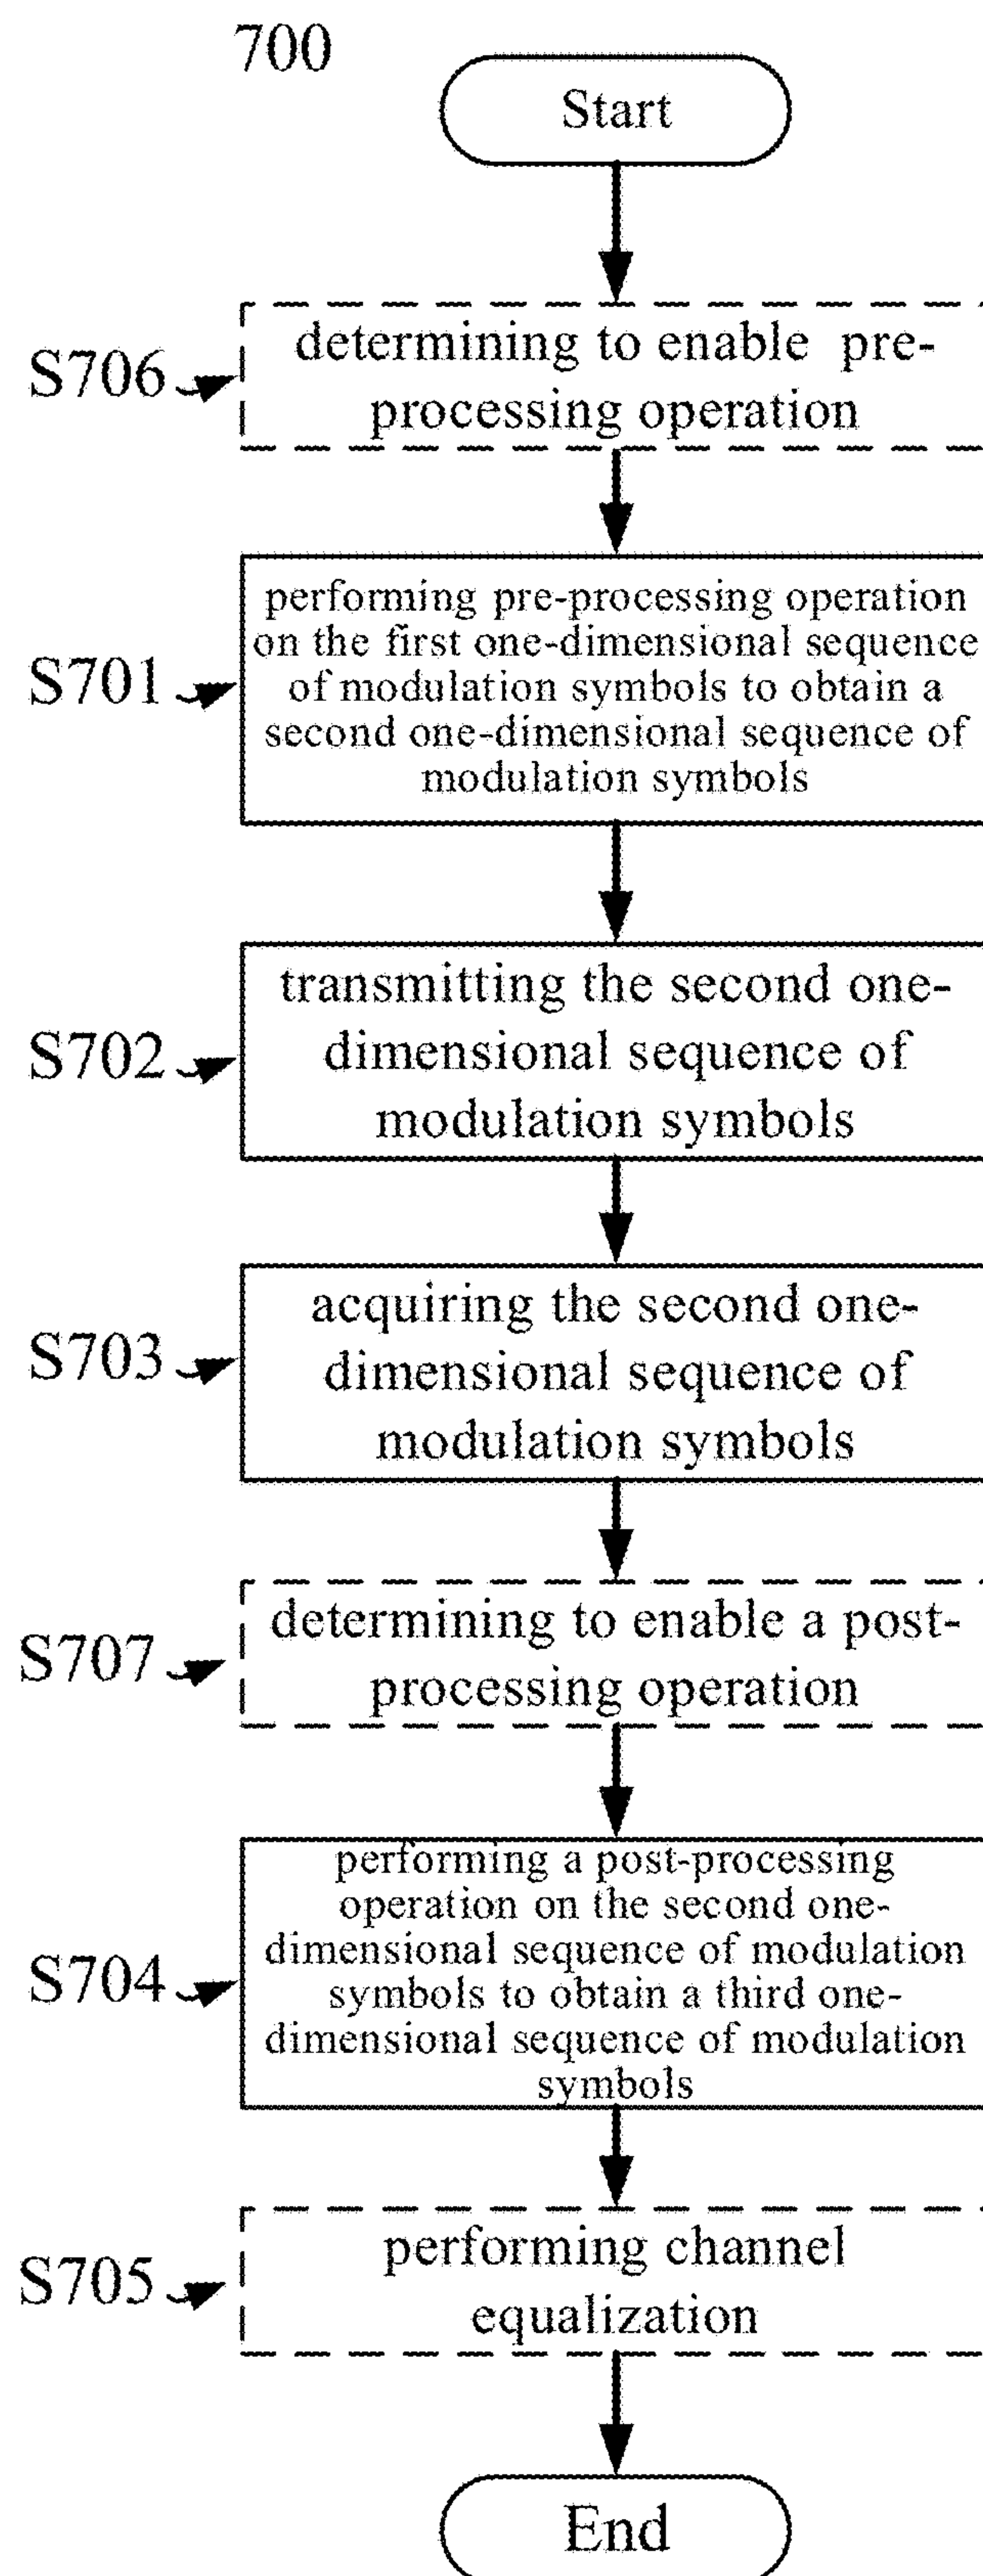 700
Start
S706
determining to enable pre-
processing operation
S701
performing pre-processing operation
on the first one-dimensional sequence
of modulation symbols to obtain a
second one-dimensional sequence of
modulation symbols
S702
transmitting the second one-
dimensional sequence of
modulation symbols
S703
acquiring the second one-
dimensional sequence of
modulation symbols
S707
determining to enable a post-
processing operation
S704
performing a post-processing
operation on the second one-
dimensional sequence of modulation
symbols to obtain a third one-
dimensional sequence of modulation
symbols
S705
performing channel
equalization
End